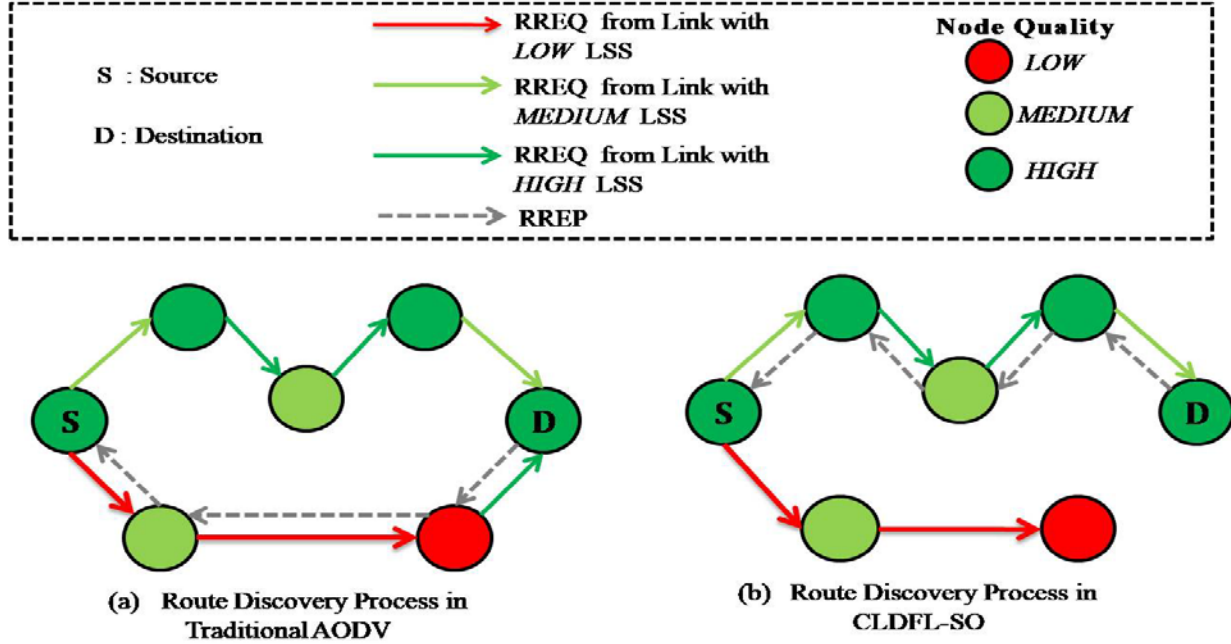 S : Source
D : Destination
RREQ from Link with
LOW LSS
RREQ from Link with
MEDIUM LSS
RREQ from Link with
HIGH LSS
RREP
Node Quality
LOW
MEDIUM
HIGH
S
D
(a) Route Discovery Process in
Traditional AODV
S
D
(b) Route Discovery Process in
CLDFL-SO